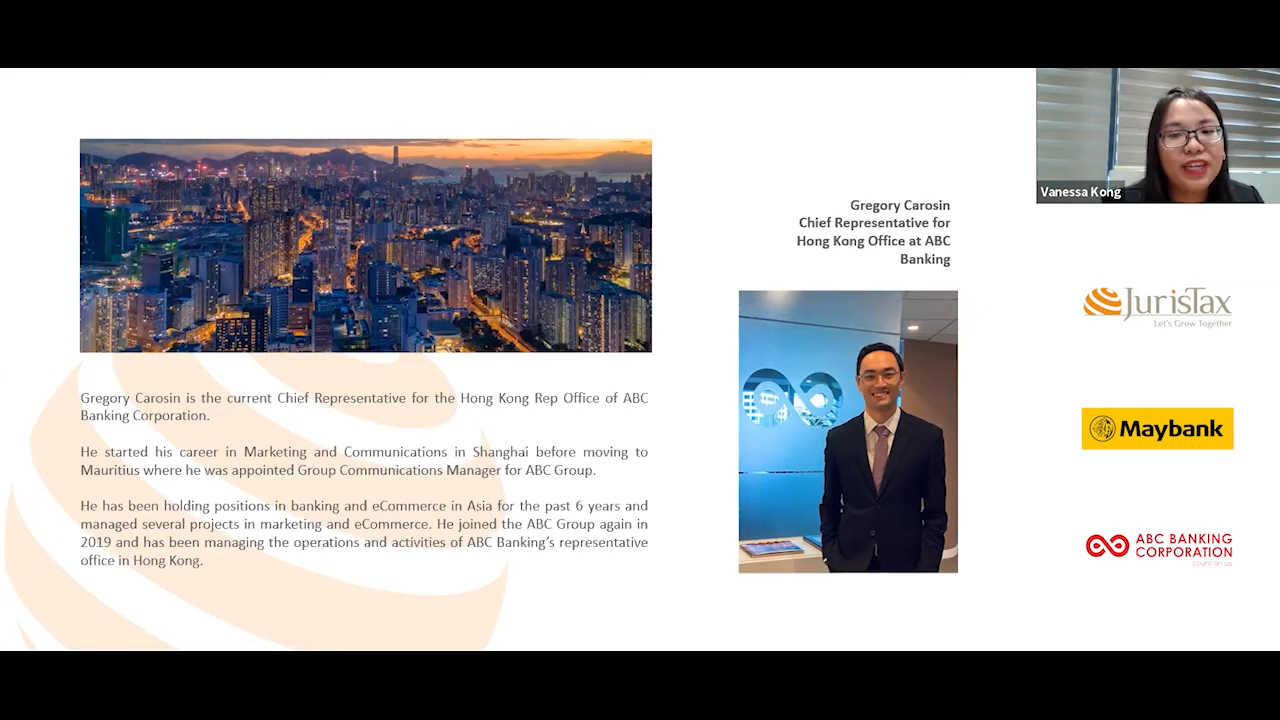 Vanessa Kong
Gregory Carosin
Chief Representative for
Hong Kong Office at ABC
Banking
JurisTax
Let's Grow Together
Maybank
ABC BANKING
CORPORATION
count on us
Gregory Carosin is the current Chief Representative for the Hong Kong Rep Office of ABC
Banking Corporation.
He started his career in Marketing and Communications in Shanghai before moving to
Mauritius where he was appointed Group Communications Manager for ABC Group.
He has been holding positions in banking and eCommerce in Asia for the past 6 years and
managed several projects in marketing and eCommerce. He joined the ABC Group again in
2019 and has been managing the operations and activities of ABC Banking's representative
office in Hong Kong.